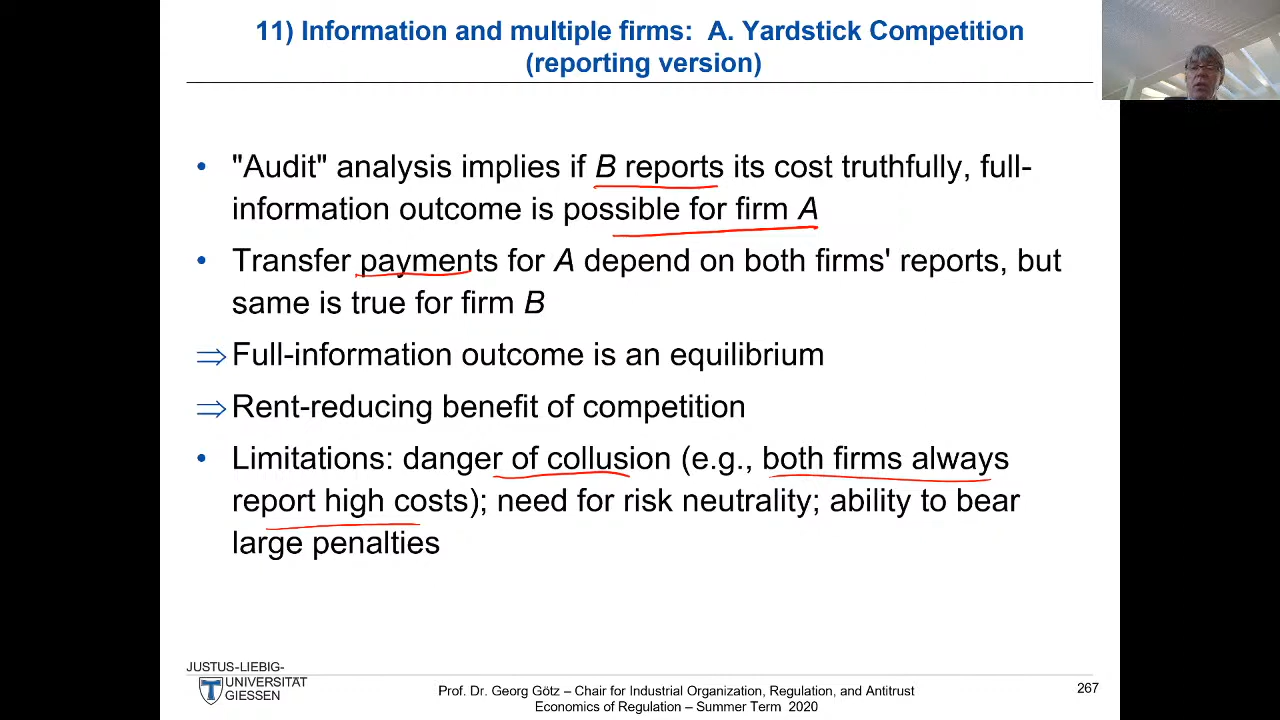 11) Information and multiple firms: A. Yardstick Competition
(reporting version)
• "Audit" analysis implies if B reports its cost truthfully, full-
information outcome is possible for firm A
• Transfer payments for A depend on both firms' reports, but
same is true for firm B
⇒ Full-information outcome is an equilibrium
⇒ Rent-reducing benefit of competition
• Limitations: danger of collusion (e.g., both firms always
report high costs); need for risk neutrality; ability to bear
large penalties
JUSTUS-LIEBIG-
UNIVERSITÄT
GIESSEN
Prof. Dr. Georg Götz – Chair for Industrial Organization, Regulation, and Antitrust
Economics of Regulation – Summer Term 2020
267